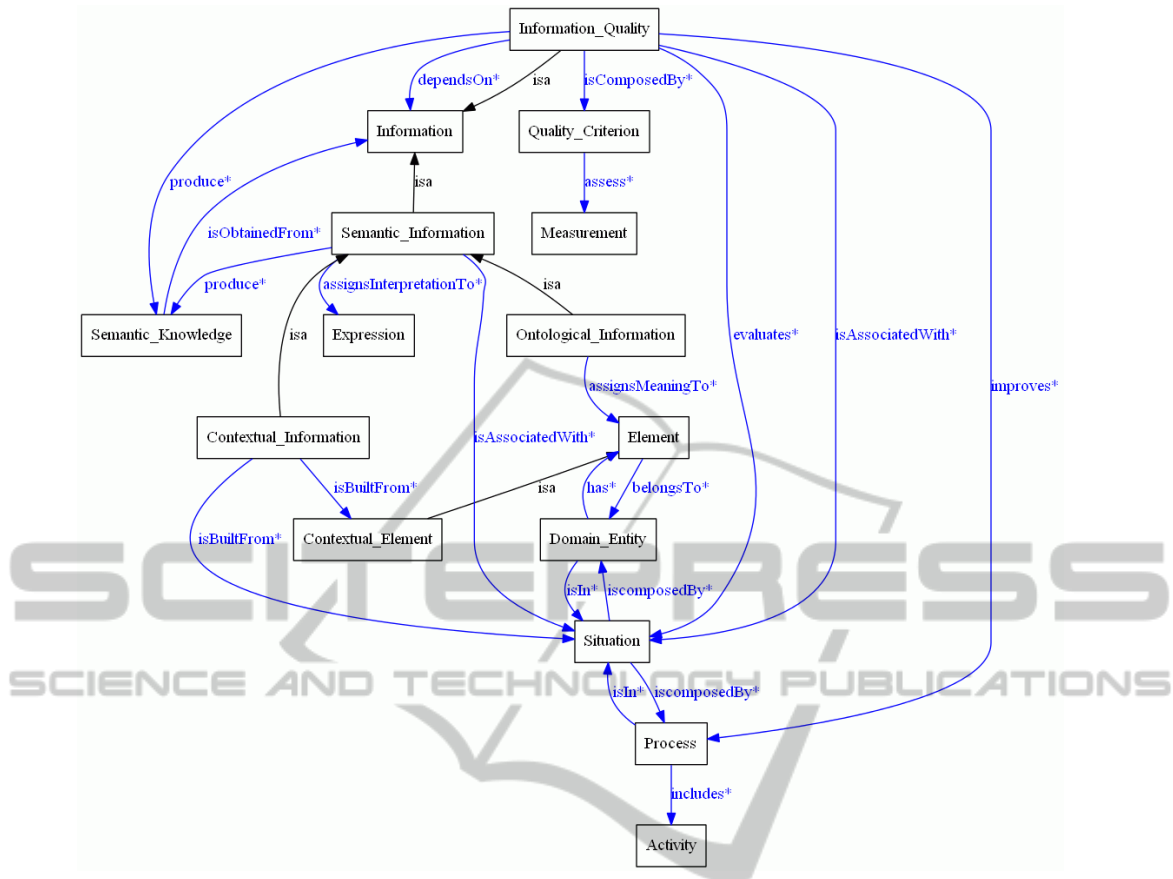 Information_Quality
dependsOn*
isa
isComposedBy*
Information
Quality_Criterion
produce*
isa
assess*
isObtainedFrom*
Semantic_Information
Measurement
produce*
assignsInterpretationTo*
isa
Semantic_Knowledge
isa
Expression
Ontological_Information
evaluates*
isAssociatedWith*
assignsMeaningTo*
improves*
Contextual_Information
isAssociatedWith*
Element
isBuiltFrom*
isa
has*
belongsTo*
isBuiltFrom*
Contextual_Element
Domain_Entity
SCITEPRESS
isIn*
iscomposedBy*
Situation
SCIENCE AND TECHNOLOGY PUBLICATIONS
isIn*
iscomposedBy*
Process
includes*
Activity